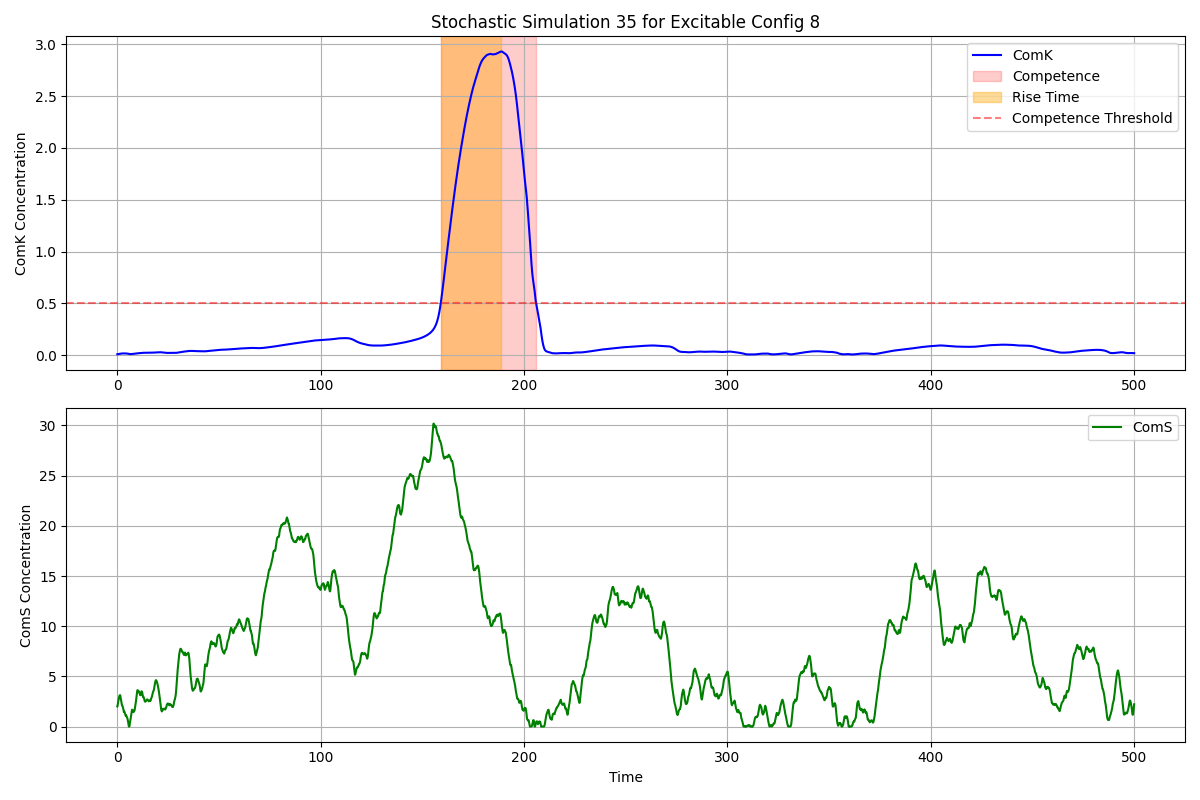 Stochastic Simulation 35 for Excitable Config 8
ComK Concentration
3.0
2.5
2.0
1.5
1.0
0.5
0.0
ComK
Competence
Rise Time
Competence Threshold
0 100 200 300 400 500
ComS Concentration
30
25
20
15
10
5
0
ComS
0 100 200 300 400 500
Time